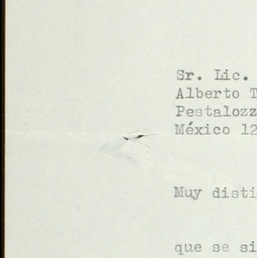 Sr. Lic.
Alberto T
Pestalozz
México 12
Muy disti
que se si